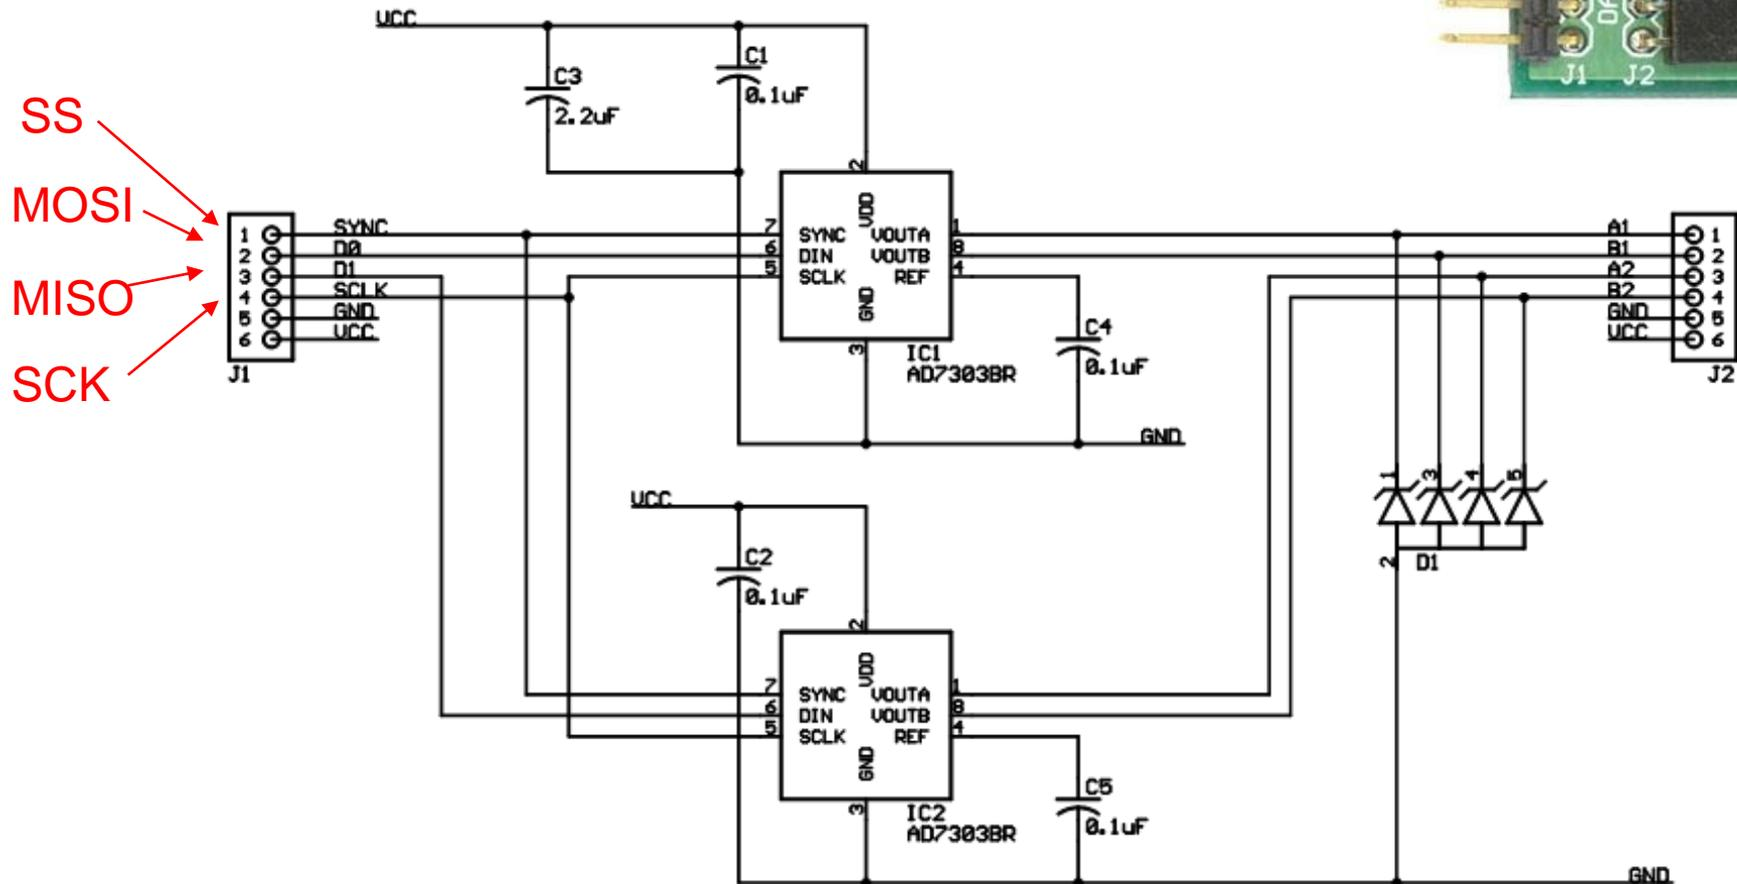 VCC
C1
0.1uF
C3
2.2uF
J1 J2
SS
MOSI
MISO
SCK
1 SYNC
2 D0
3 D1
4 SCLK
5 GND
6 VCC
J1
2
VDD
7 SYNC VOUTA 1
6 DIN VOUTB 8
5 SCLK REF 4
GND
3
IC1
AD7303BR
C4
0.1uF
GND
A1 1
B1 2
A2 3
B2 4
GND 5
VCC 6
J2
1 3 4 5
2 D1
VCC
C2
0.1uF
2
VDD
7 SYNC VOUTA 1
6 DIN VOUTB 8
5 SCLK REF 4
GND
3
IC2
AD7303BR
C5
0.1uF
GND